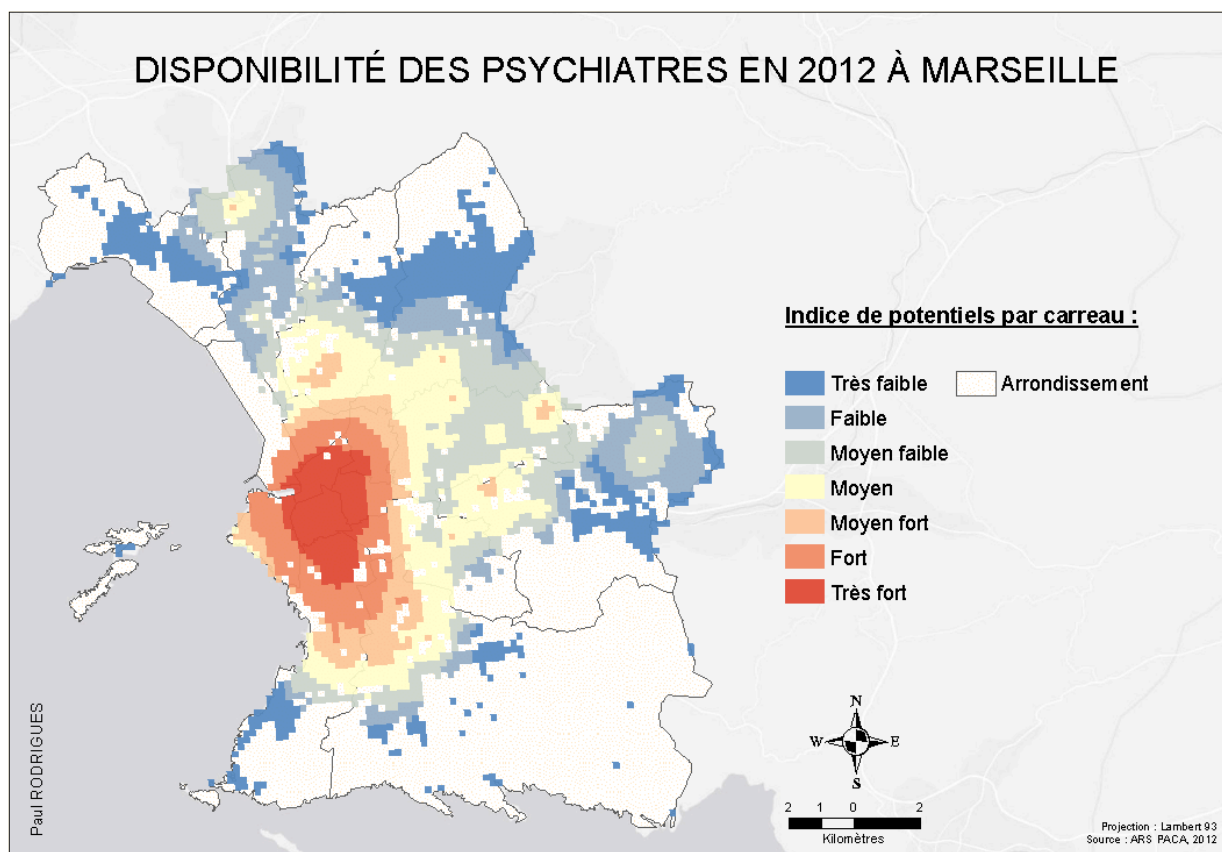 DISPONIBILITÉ DES PSYCHIATRES EN 2012 À MARSEILLE
Indice de potentiels par carreau :
Très faible
Arrondissement
Faible
Moyen faible
Moyen
Moyen fort
Fort
Très fort
N
W E
S
2 1 0 2
Kilomètres
Projection : Lambert 93
Source : ARS PACA, 2012
Paul RODRIGUES